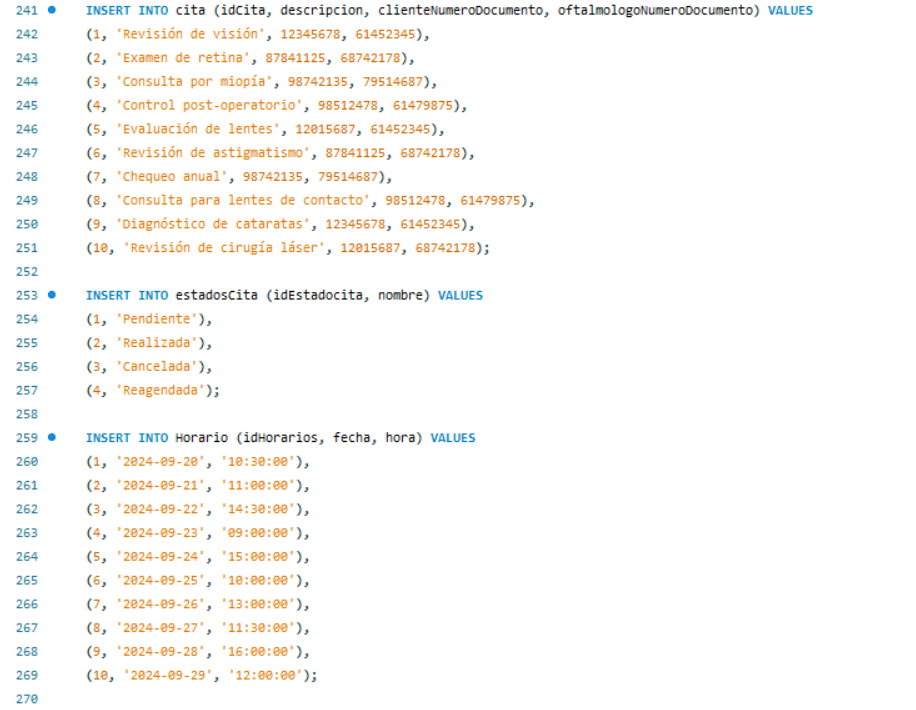 241 INSERT INTO cita (idCita, descripcion, clienteNumeroDocumento, oftalmologoNumeroDocumento) VALUES
242 (1, 'Revisión de visión', 12345678, 61452345),
243 (2, 'Examen de retina', 87841125, 68742178),
244 (3, 'Consulta por miopía', 98742135, 79514687),
245 (4, 'Control post-operatorio', 98512478, 61479875),
246 (5, 'Evaluación de lentes', 12015687, 61452345),
247 (6, 'Revisión de astigmatismo', 87841125, 68742178),
248 (7, 'Chequeo anual', 98742135, 79514687),
249 (8, 'Consulta para lentes de contacto', 98512478, 61479875),
250 (9, 'Diagnóstico de cataratas', 12345678, 61452345),
251 (10, 'Revisión de cirugía láser', 12015687, 68742178);
252
253 INSERT INTO estadosCita (idEstadocita, nombre) VALUES
254 (1, 'Pendiente'),
255 (2, 'Realizada'),
256 (3, 'Cancelada'),
257 (4, 'Reagendada');
258
259 INSERT INTO Horario (idHorarios, fecha, hora) VALUES
260 (1, '2024-09-20', '10:30:00'),
261 (2, '2024-09-21', '11:00:00'),
262 (3, '2024-09-22', '14:30:00'),
263 (4, '2024-09-23', '09:00:00'),
264 (5, '2024-09-24', '15:00:00'),
265 (6, '2024-09-25', '10:00:00'),
266 (7, '2024-09-26', '13:00:00'),
267 (8, '2024-09-27', '11:30:00'),
268 (9, '2024-09-28', '16:00:00'),
269 (10, '2024-09-29', '12:00:00');
270